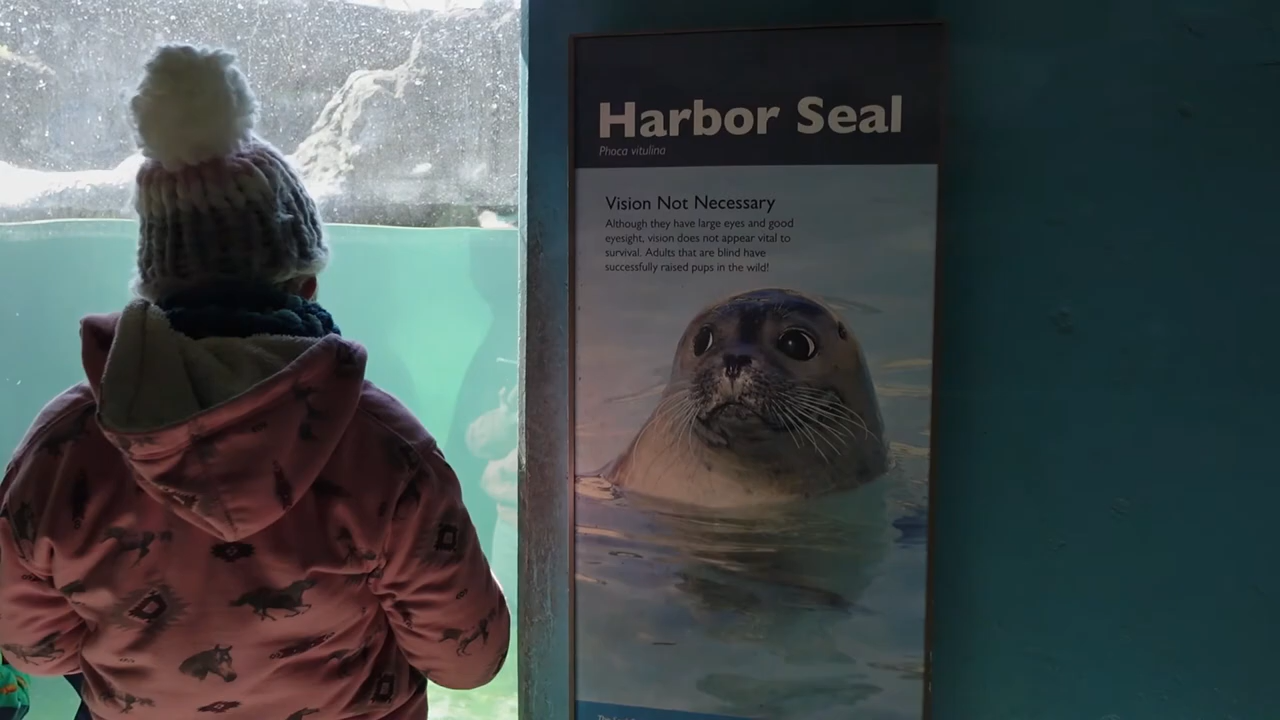 Harbor Seal
Phoca vitulina
Vision Not Necessary
Although they have large eyes and good
eyesight, vision does not appear vital to
survival. Adults that are blind have
successfully raised pups in the wild!